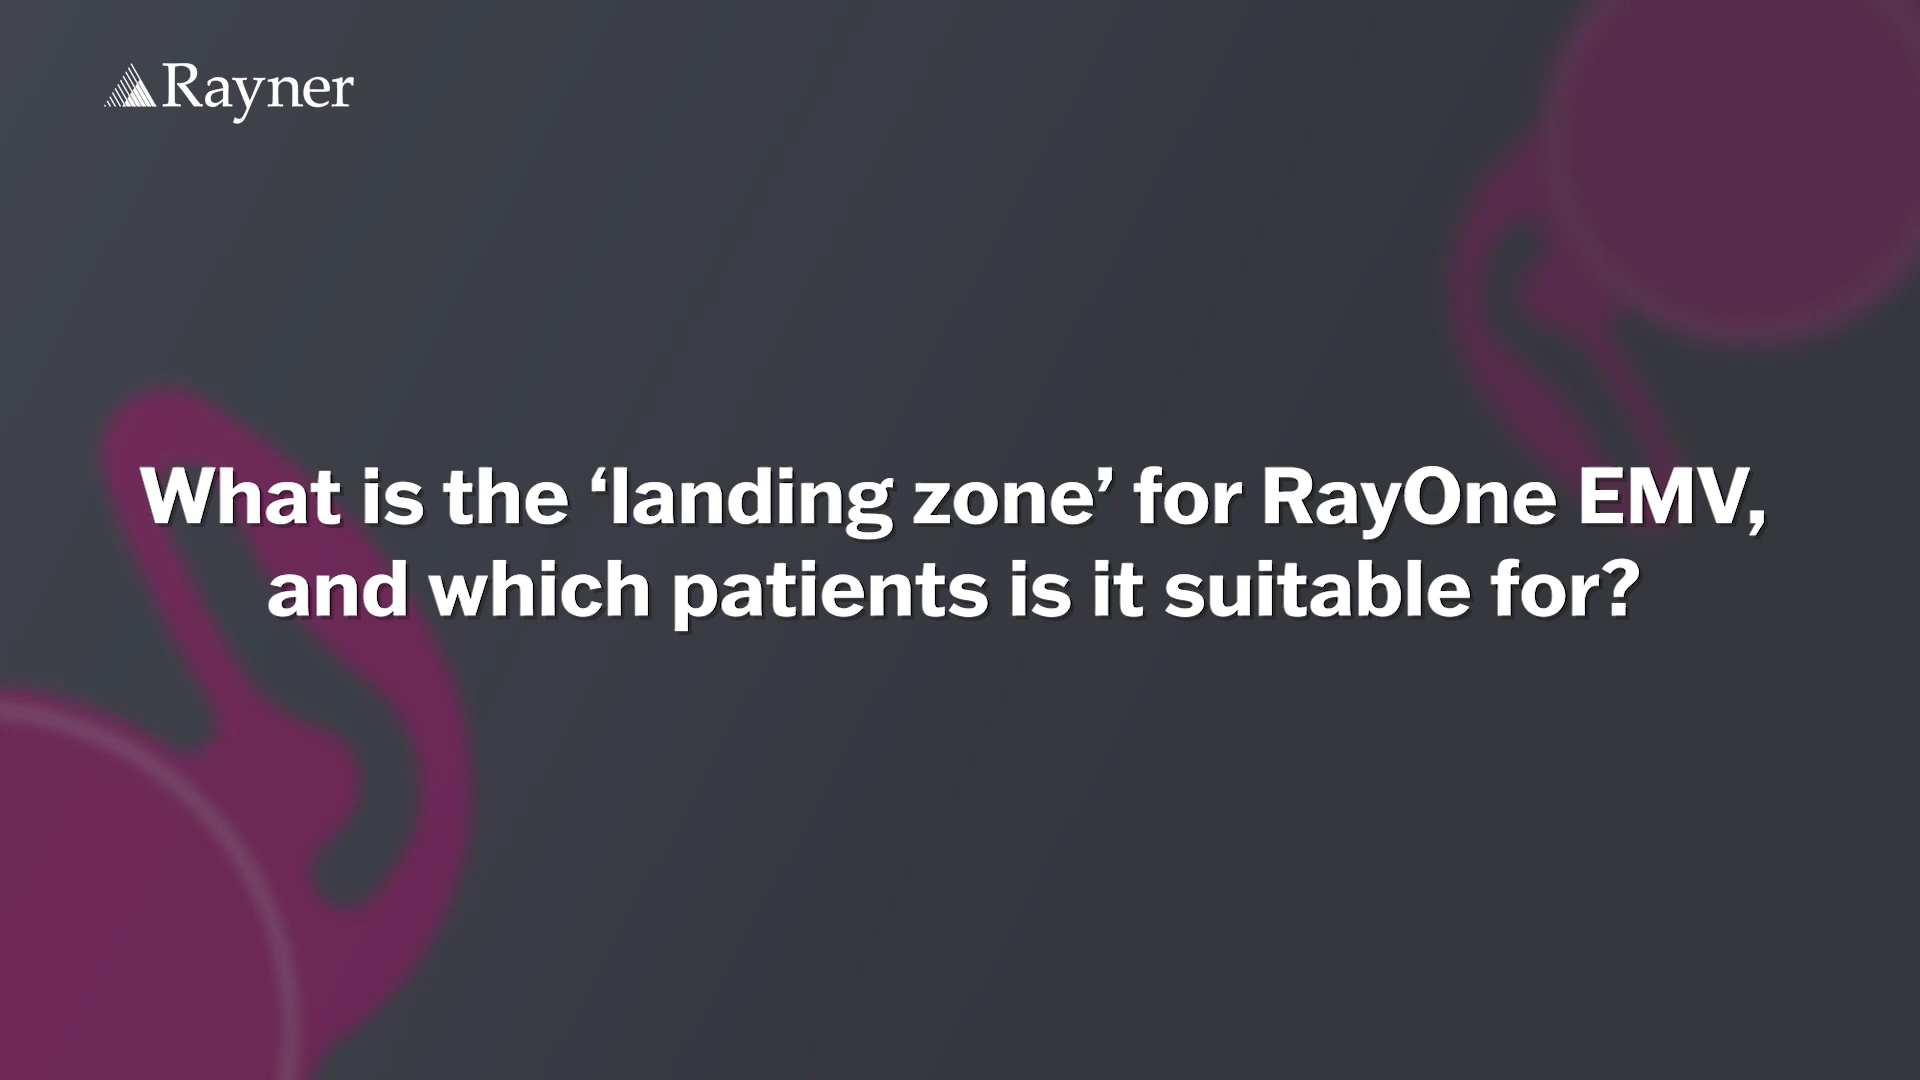 Rayner
What is the ‘landing zone’ for RayOne EMV,
and which patients is it suitable for?